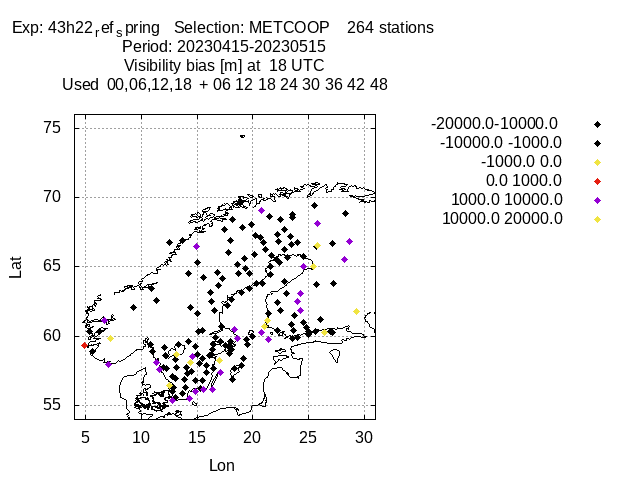 Exp: 43h22ref spring   Selection: METCOOP    264 stations
Period: 20230415-20230515
Visibility bias [m] at  18 UTC
Used  00,06,12,18  + 06 12 18 24 30 36 42 48
-20000.0-10000.0
-10000.0 -1000.0
-1000.0 0.0
0.0 1000.0
1000.0 10000.0
10000.0 20000.0
75
70
65
60
55
Lat
5 10 15 20 25 30
Lon